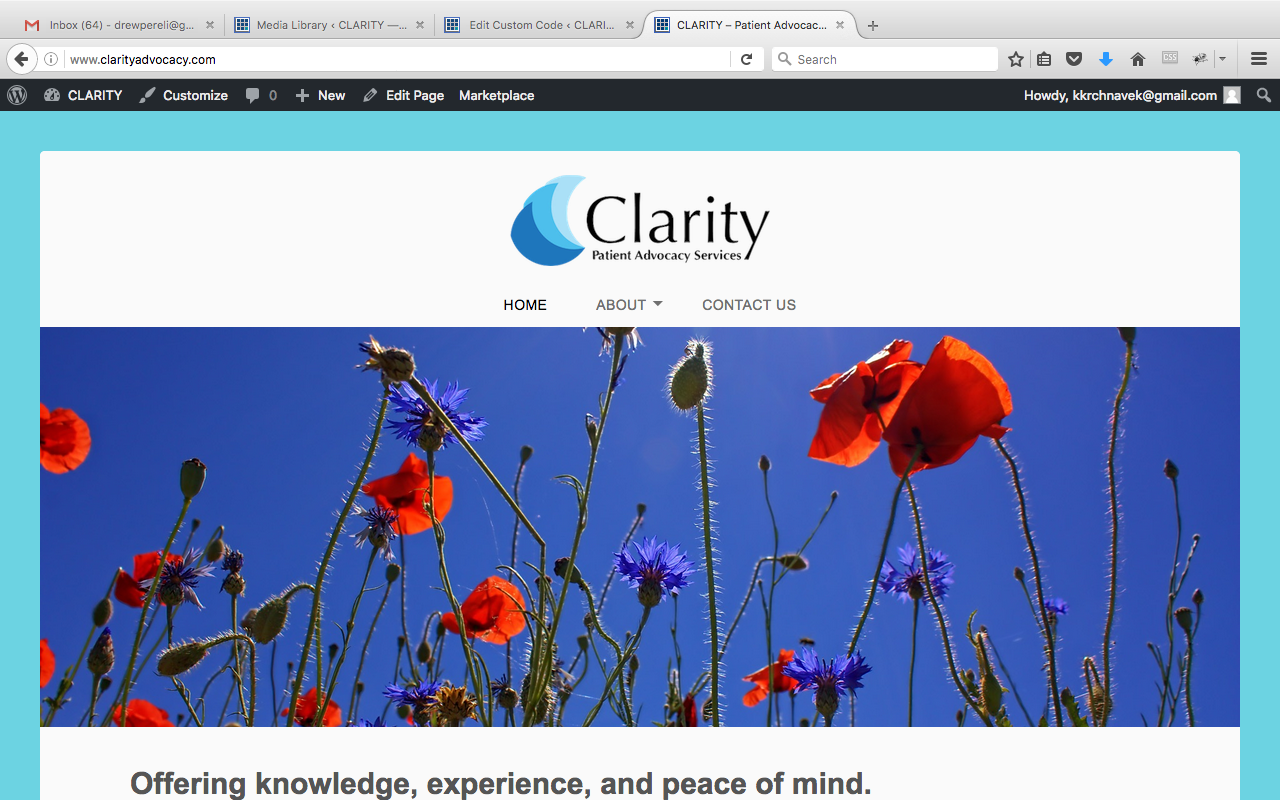 Inbox (64) - drewpereli@g...
Media Library ‹ CLARITY —...
Edit Custom Code ‹ CLARI...
CLARITY – Patient Advocac...
www.clarityadvocacy.com
Search
CSS
CLARITY
Customize
0
New
Edit Page
Marketplace
Howdy, kkrchnavek@gmail.com
Clarity
Patient Advocacy Services
HOME
ABOUT
CONTACT US
Offering knowledge, experience, and peace of mind.